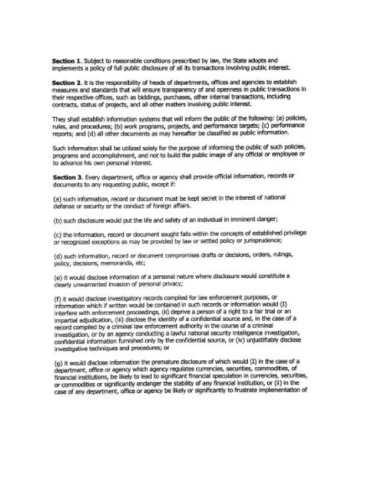 Section 1. Subject to reasonable conditions prescribed by law, the State adopts and
implements a policy of full public disclosure of all its transactions involving public interest.
Section 2. It is the responsibility of heads of departments, offices and agencies to establish
measures and standards that will ensure transparency of and openness in public transactions in
their respective offices, such as biddings, purchases, other internal transactions, including
contracts, status of projects, and all other matters involving public interest.
They shall establish information systems that will inform the public of the following: (a) policies,
rules, and procedures; (b) work programs, projects, and performance targets; (c) performance
reports; and (d) all other documents as may hereafter be classified as public information.
Such information shall be utilized solely for the purpose of informing the public of such policies,
programs and accomplishment, and not to build the public image of any official or employee or
to advance his own personal interest.
Section 3. Every department, office or agency shall provide official information, records or
documents to any requesting public, except if:
(a) such information, record or document must be kept secret in the interest of national
defense or security or the conduct of foreign affairs.
(b) such disclosure would put the life and safety of an individual in imminent danger;
(c) the information, record or document sought falls within the concepts of established privilege
or recognized exceptions as may be provided by law or settled policy or jurisprudence;
(d) such information, record or document compromises drafts or decisions, orders, rulings,
policy, decisions, memoranda, etc;
(e) it would disclose information of a personal nature where disclosure would constitute a
clearly unwarranted invasion of personal privacy;
(f) it would disclose investigatory records compiled for law enforcement purposes, or
information which if written would be contained in such records or information would (I)
interfere with enforcement proceedings, (ii) deprive a person of a right to a fair trial or an
impartial adjudication, (iii) disclose the identity of a confidential source and, in the case of a
record compiled by a criminal law enforcement authority in the course of a criminal
investigation, or by an agency conducting a lawful national security intelligence investigation,
confidential information furnished only by the confidential source, or (iv) unjustifiably disclose
investigative techniques and procedures; or
(g) it would disclose information the premature disclosure of which would (I) in the case of a
department, office or agency which agency regulates currencies, securities, commodities, of
financial institutions, be likely to lead to significant financial speculation in currencies, securities,
or commodities or significantly endanger the stability of any financial institution, or (ii) in the
case of any department, office or agency be likely or significantly to frustrate implementation of